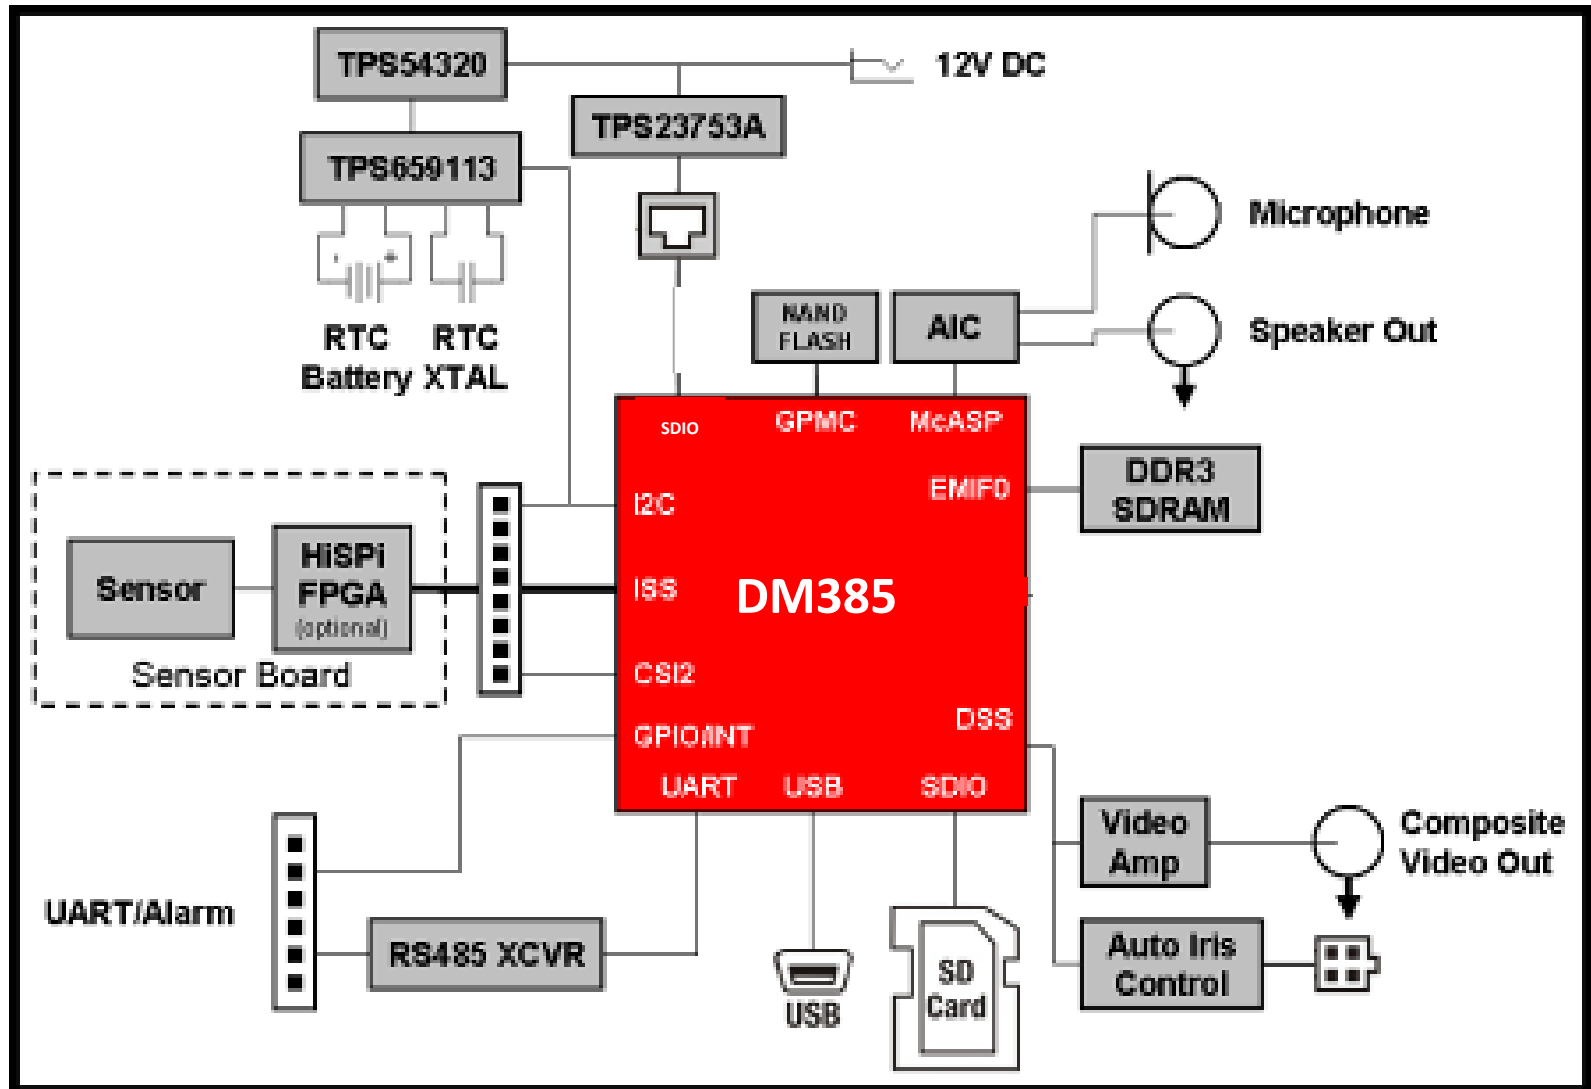 TPS54320
12V DC
TPS23753A
TPS659113
Microphone
- +
NAND
FLASH
AIC
Speaker Out
RTC
Battery
RTC
XTAL
SDIO
GPMC
McASP
DDR3
SDRAM
EMIF0
I2C
Sensor
HiSPi
FPGA
(optional)
ISS
DM385
Sensor Board
CSI2
DSS
GPIO/INT
UART
USB
SDIO
Video
Amp
Composite
Video Out
UART/Alarm
RS485 XCVR
Auto Iris
Control
USB
SD
Card